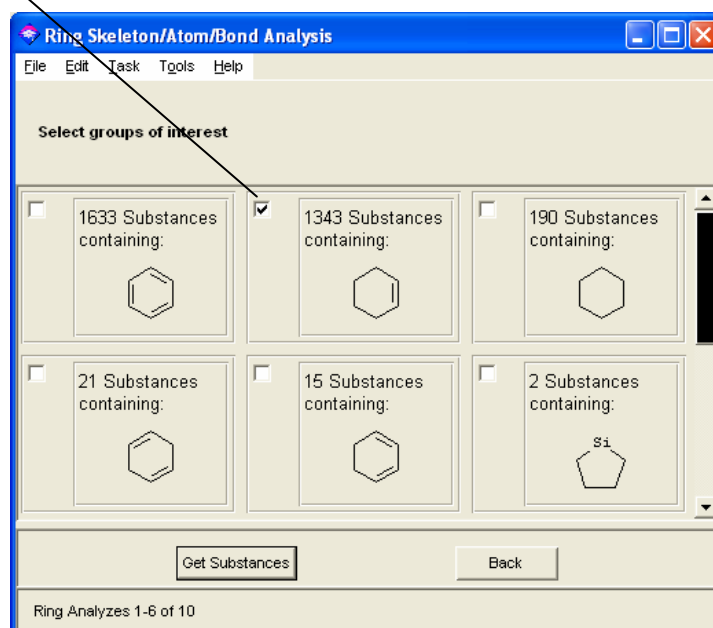 Ring Skeleton/Atom/Bond Analysis
File Edit Task Tools Help
Select groups of interest
1633 Substances
containing:
1343 Substances
containing:
190 Substances
containing:
21 Substances
containing:
15 Substances
containing:
2 Substances
containing:
Si
Get Substances
Back
Ring Analyzes 1-6 of 10